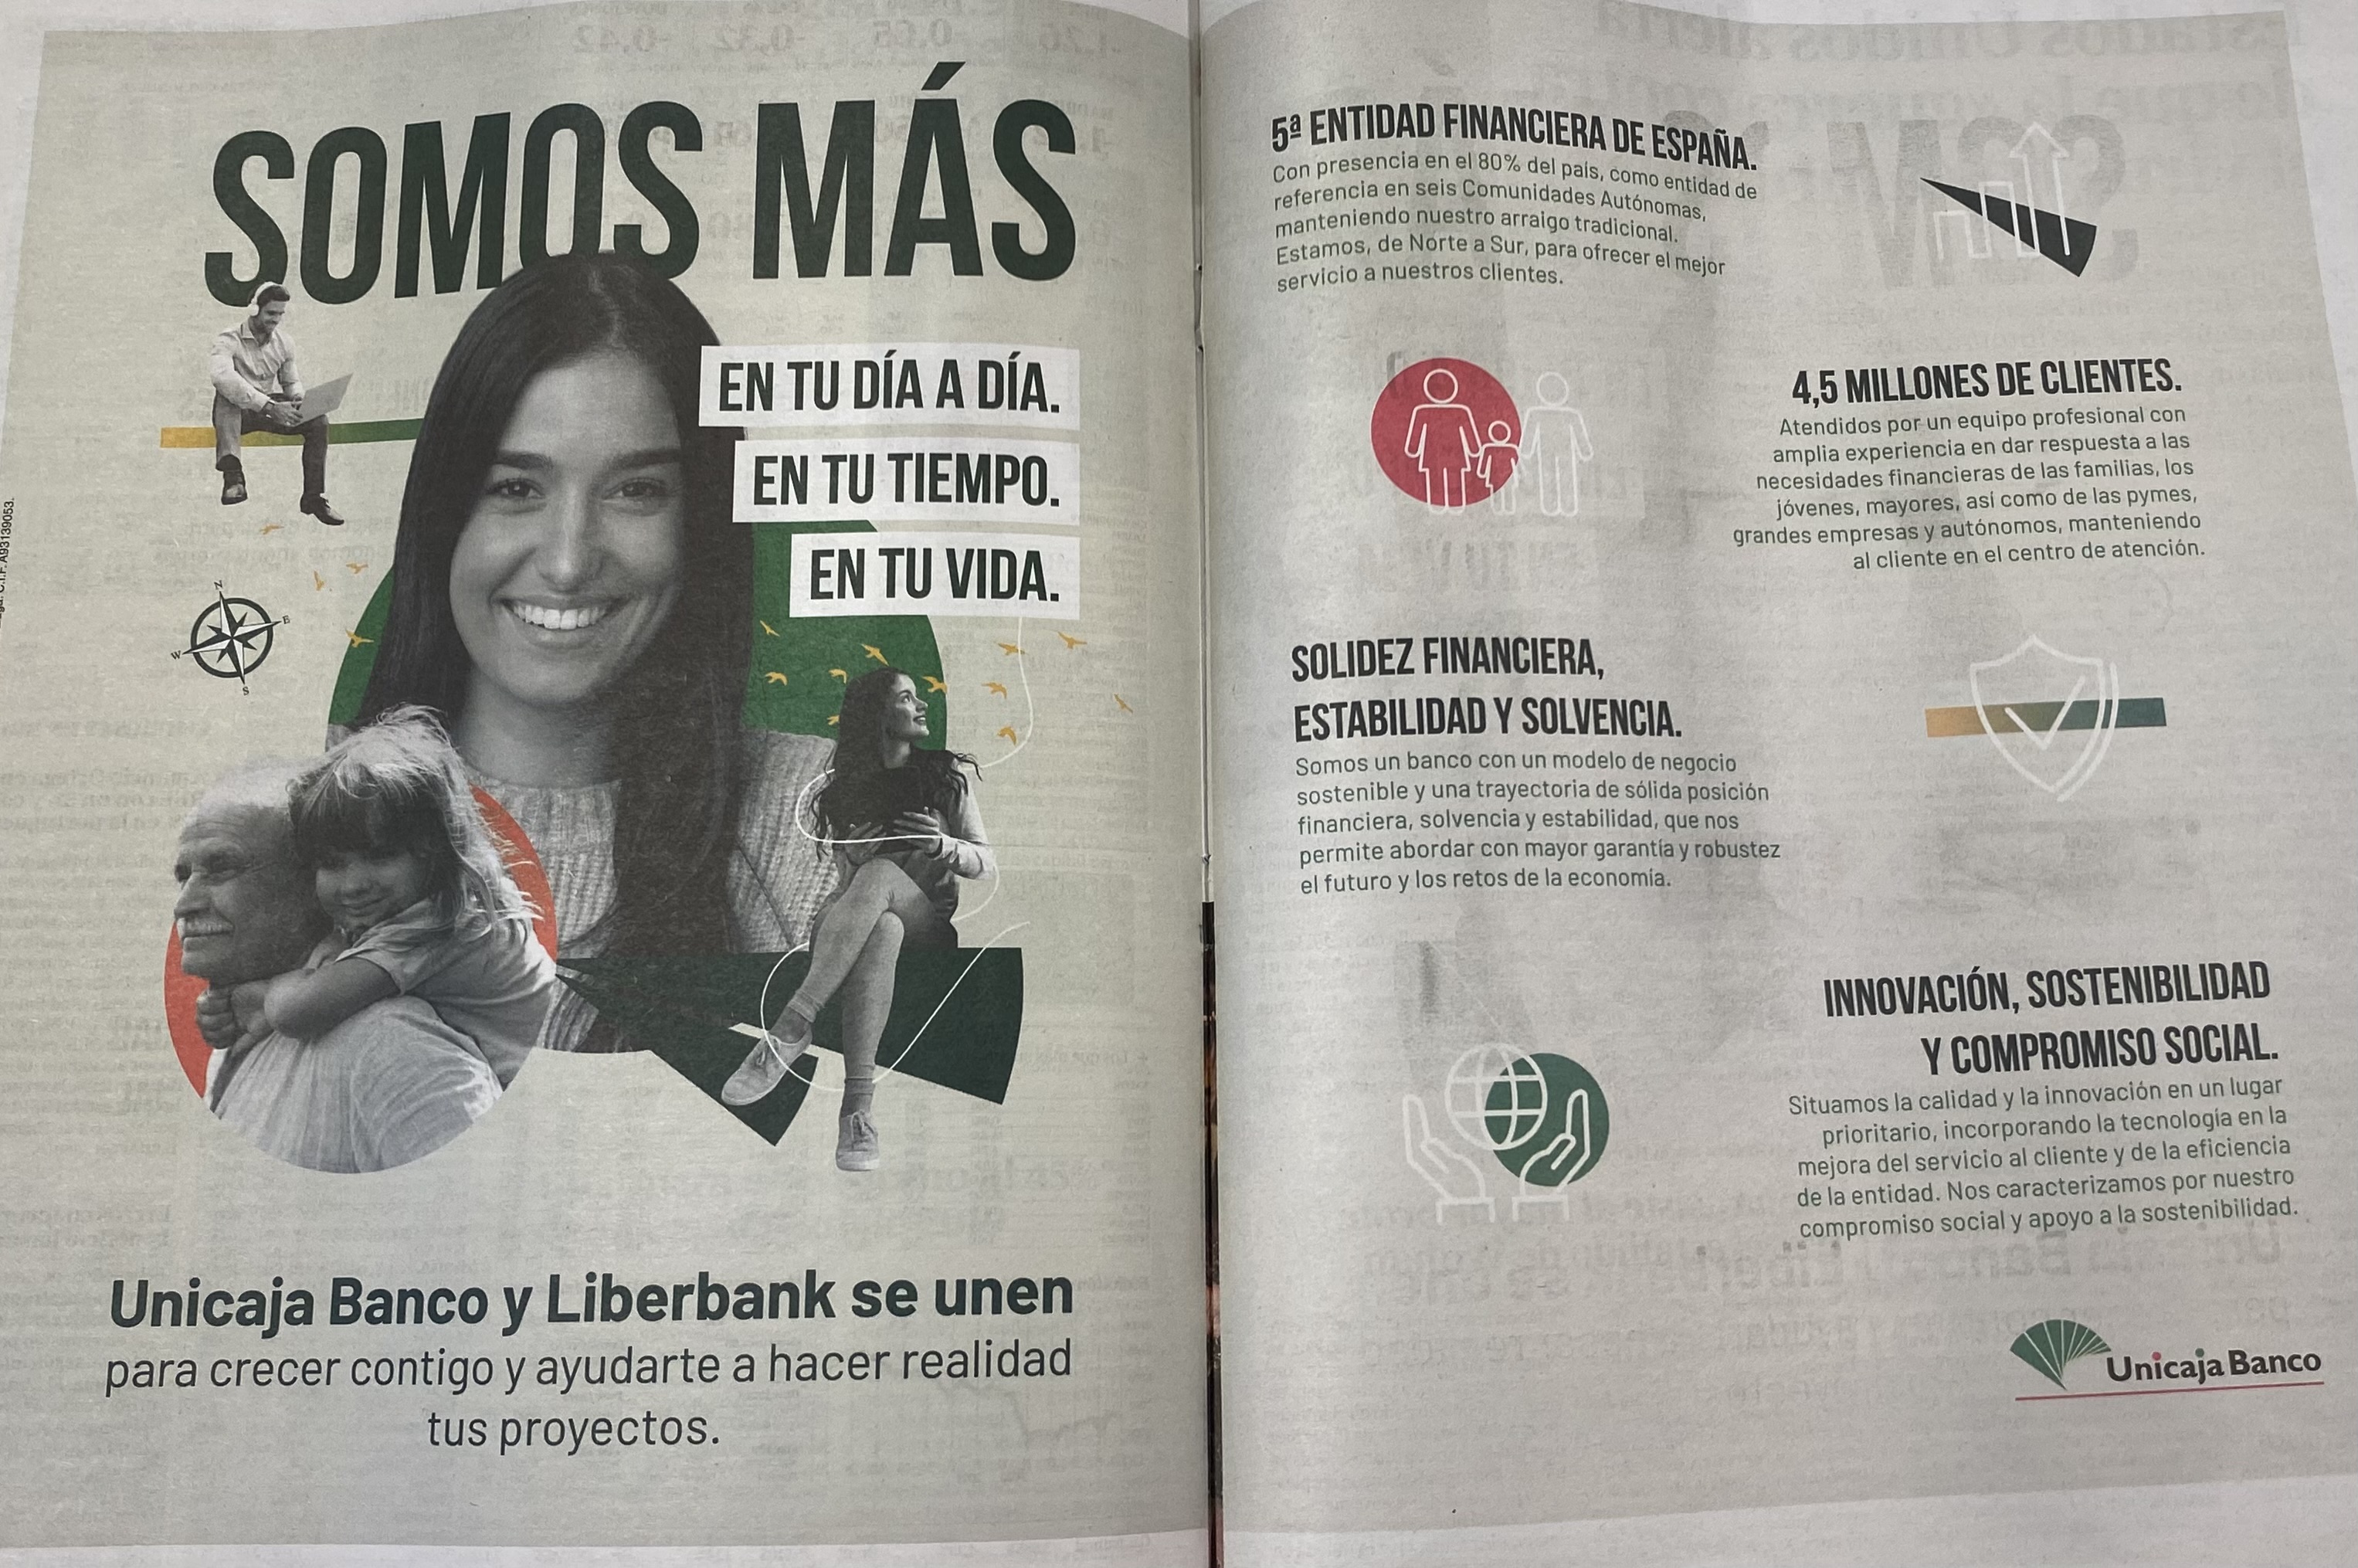 SOMOS MÁS
EN TU DÍA A DÍA.
EN TU TIEMPO.
EN TU VIDA.
N
E
W
S
C.I.F. A93139053.
Unicaja Banco y Liberbank se unen
para crecer contigo y ayudarte a hacer realidad
tus proyectos.
5ª ENTIDAD FINANCIERA DE ESPAÑA.
Con presencia en el 80% del país, como entidad de
referencia en seis Comunidades Autónomas,
manteniendo nuestro arraigo tradicional.
Estamos, de Norte a Sur, para ofrecer el mejor
servicio a nuestros clientes.
4,5 MILLONES DE CLIENTES.
Atendidos por un equipo profesional con
amplia experiencia en dar respuesta a las
necesidades financieras de las familias, los
jóvenes, mayores, así como de las pymes,
grandes empresas y autónomos, manteniendo
al cliente en el centro de atención.
SOLIDEZ FINANCIERA,
ESTABILIDAD Y SOLVENCIA.
Somos un banco con un modelo de negocio
sostenible y una trayectoria de sólida posición
financiera, solvencia y estabilidad, que nos
permite abordar con mayor garantía y robustez
el futuro y los retos de la economía.
INNOVACIÓN, SOSTENIBILIDAD
Y COMPROMISO SOCIAL.
Situamos la calidad y la innovación en un lugar
prioritario, incorporando la tecnología en la
mejora del servicio al cliente y de la eficiencia
de la entidad. Nos caracterizamos por nuestro
compromiso social y apoyo a la sostenibilidad.
Unicaja Banco